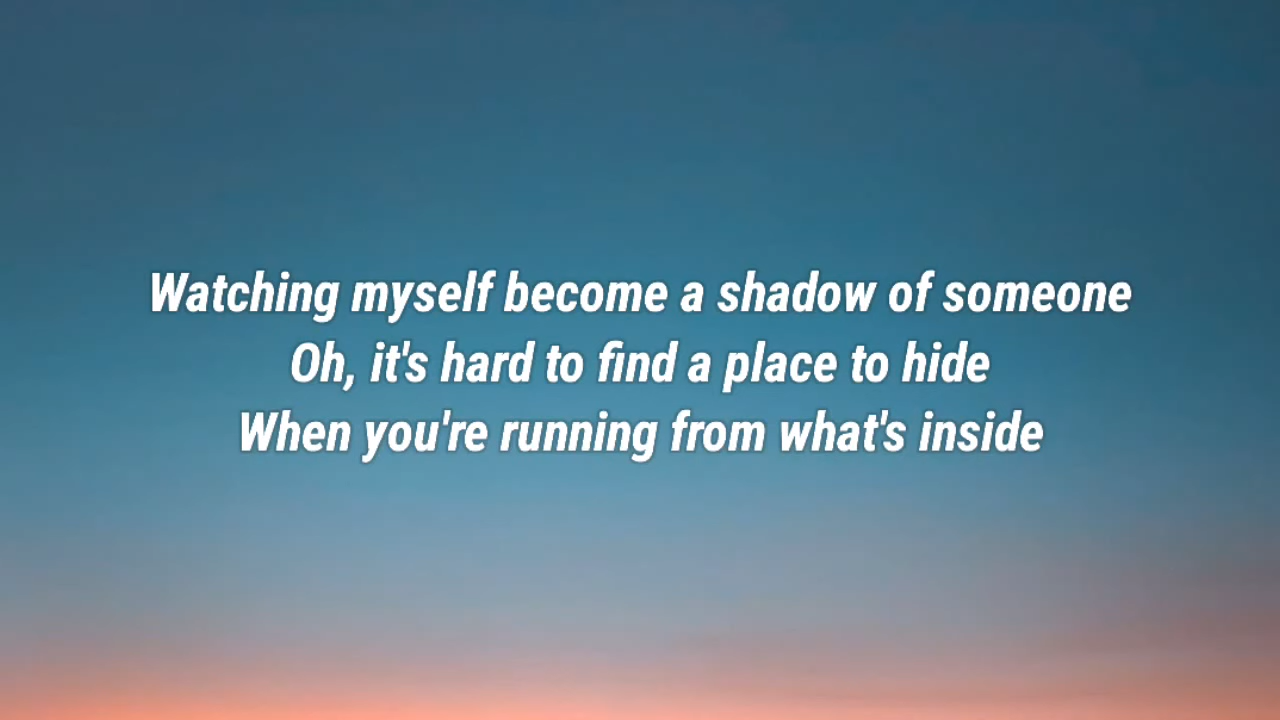 Watching myself become a shadow of someone
Oh, it's hard to find a place to hide
When you're running from what's inside